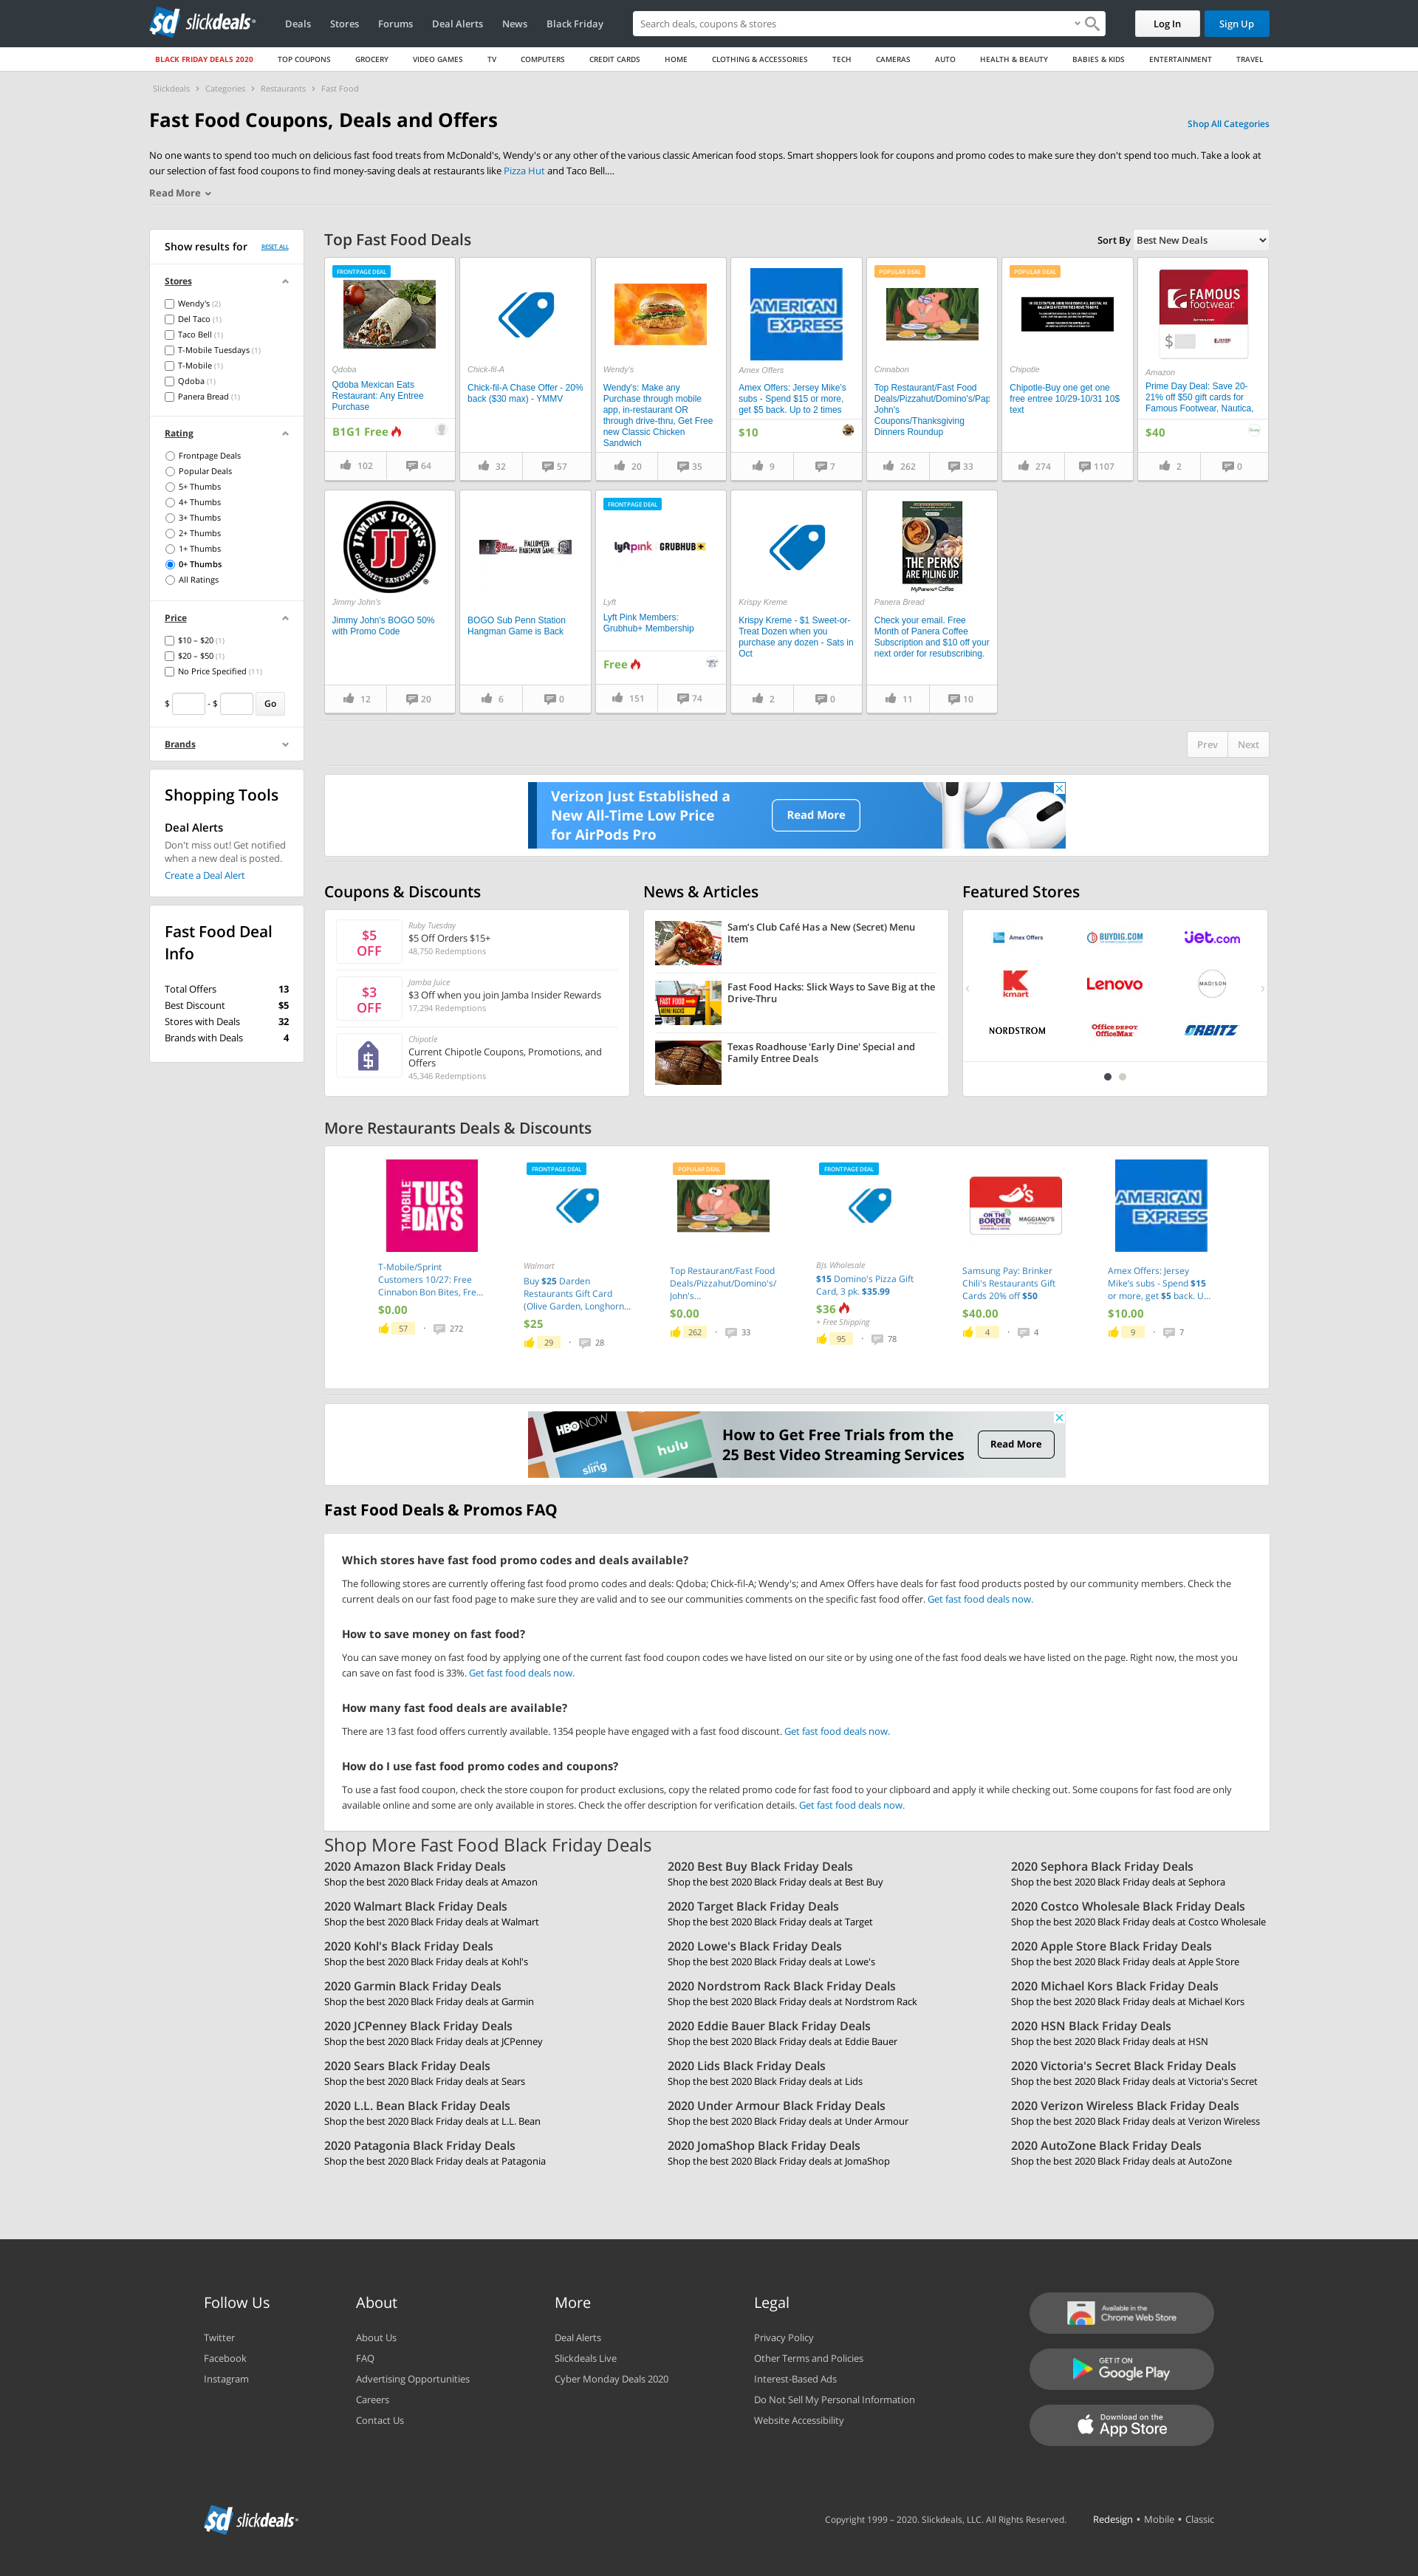 sd slickdeals
Deals Stores Forums Deal Alerts News Black Friday
Search deals, coupons & stores
Log In
Sign Up
BLACK FRIDAY DEALS 2020 TOP COUPONS GROCERY VIDEO GAMES TV COMPUTERS CREDIT CARDS HOME CLOTHING & ACCESSORIES TECH CAMERAS AUTO HEALTH & BEAUTY BABIES & KIDS ENTERTAINMENT TRAVEL
Slickdeals > Categories > Restaurants > Fast Food
Fast Food Coupons, Deals and Offers
Shop All Categories
No one wants to spend too much on delicious fast food treats from McDonald's, Wendy's or any other of the various classic American food stops. Smart shoppers look for coupons and promo codes to make sure they don't spend too much. Take a look at
our selection of fast food coupons to find money-saving deals at restaurants like Pizza Hut and Taco Bell....
Read More
Show results for
RESET ALL
Stores
Wendy's (2)
Del Taco (1)
Taco Bell (1)
T-Mobile Tuesdays (1)
T-Mobile (1)
Qdoba (1)
Panera Bread (1)
Rating
Frontpage Deals
Popular Deals
5+ Thumbs
4+ Thumbs
3+ Thumbs
2+ Thumbs
1+ Thumbs
0+ Thumbs
All Ratings
Price
$10 – $20 (1)
$20 – $50 (1)
No Price Specified (11)
$ - $ Go
Brands
Shopping Tools
Deal Alerts
Don't miss out! Get notified
when a new deal is posted.
Create a Deal Alert
Fast Food Deal
Info
Total Offers 13
Best Discount $5
Stores with Deals 32
Brands with Deals 4
Top Fast Food Deals
Sort By Best New Deals
FRONTPAGE DEAL
Qdoba
Qdoba Mexican Eats
Restaurant: Any Entree
Purchase
B1G1 Free
102 64
Chick-fil-A
Chick-fil-A Chase Offer - 20%
back ($30 max) - YMMV
32 57
Wendy's
Wendy's: Make any
Purchase through mobile
app, in-restaurant OR
through drive-thru, Get Free
new Classic Chicken
Sandwich
20 35
AMERICAN
EXPRESS
Amex Offers
Amex Offers: Jersey Mike's
subs - Spend $15 or more,
get $5 back. Up to 2 times
$10
9 7
POPULAR DEAL
Cinnabon
Top Restaurant/Fast Food
Deals/Pizzahut/Domino's/Pap
John's
Coupons/Thanksgiving
Dinners Roundup
262 33
POPULAR DEAL
Chipotle
Chipotle-Buy one get one
free entree 10/29-10/31 10$
text
274 1107
FAMOUS
footwear.
$
Amazon
Prime Day Deal: Save 20-
21% off $50 gift cards for
Famous Footwear, Nautica,
$40
2 0
JIMMY JOHN'S
JJ
GOURMET SANDWICHES
Jimmy John's
Jimmy John's BOGO 50%
with Promo Code
12 20
HALLOWEEN
HANGMAN GAME
BOGO Sub Penn Station
Hangman Game is Back
6 0
FRONTPAGE DEAL
lyft pink GRUBHUB+
Lyft
Lyft Pink Members:
Grubhub+ Membership
Free
151 74
Krispy Kreme
Krispy Kreme - $1 Sweet-or-
Treat Dozen when you
purchase any dozen - Sats in
Oct
2 0
THE PERKS
ARE PILING UP.
MyPanera+ Coffee
Panera Bread
Check your email. Free
Month of Panera Coffee
Subscription and $10 off your
next order for resubscribing.
11 10
Prev Next
Verizon Just Established a
New All-Time Low Price
for AirPods Pro
Read More
Coupons & Discounts
$5
OFF
Ruby Tuesday
$5 Off Orders $15+
48,750 Redemptions
$3
OFF
Jamba Juice
$3 Off when you join Jamba Insider Rewards
17,294 Redemptions
Chipotle
Current Chipotle Coupons, Promotions, and
Offers
45,346 Redemptions
News & Articles
Sam's Club Café Has a New (Secret) Menu
Item
FAST FOOD
MENU HACKS
Fast Food Hacks: Slick Ways to Save Big at the
Drive-Thru
Texas Roadhouse 'Early Dine' Special and
Family Entree Deals
Featured Stores
Amex Offers
BUYDIG.COM
jet.com
kmart
Lenovo
MADISON
NORDSTROM
Office DEPOT
OfficeMax
ORBITZ
More Restaurants Deals & Discounts
T-MOBILE
TUES
DAYS
T-Mobile/Sprint
Customers 10/27: Free
Cinnabon Bon Bites, Fre...
$0.00
57 · 272
FRONTPAGE DEAL
Walmart
Buy $25 Darden
Restaurants Gift Card
(Olive Garden, Longhorn...
$25
29 · 28
POPULAR DEAL
Top Restaurant/Fast Food
Deals/Pizzahut/Domino's/
John's...
$0.00
262 · 33
FRONTPAGE DEAL
BJs Wholesale
$15 Domino's Pizza Gift
Card, 3 pk. $35.99
$36
+ Free Shipping
95 · 78
ON THE BORDER
MAGGIANO'S
Samsung Pay: Brinker
Chili's Restaurants Gift
Cards 20% off $50
$40.00
4 · 4
AMERICAN
EXPRESS
Amex Offers: Jersey
Mike's subs - Spend $15
or more, get $5 back. U...
$10.00
9 · 7
HBO NOW
hulu
sling
How to Get Free Trials from the
25 Best Video Streaming Services
Read More
Fast Food Deals & Promos FAQ
Which stores have fast food promo codes and deals available?
The following stores are currently offering fast food promo codes and deals: Qdoba; Chick-fil-A; Wendy's; and Amex Offers have deals for fast food products posted by our community members. Check the
current deals on our fast food page to make sure they are valid and to see our communities comments on the specific fast food offer. Get fast food deals now.
How to save money on fast food?
You can save money on fast food by applying one of the current fast food coupon codes we have listed on our site or by using one of the fast food deals we have listed on the page. Right now, the most you
can save on fast food is 33%. Get fast food deals now.
How many fast food deals are available?
There are 13 fast food offers currently available. 1354 people have engaged with a fast food discount. Get fast food deals now.
How do I use fast food promo codes and coupons?
To use a fast food coupon, check the store coupon for product exclusions, copy the related promo code for fast food to your clipboard and apply it while checking out. Some coupons for fast food are only
available online and some are only available in stores. Check the offer description for verification details. Get fast food deals now.
Shop More Fast Food Black Friday Deals
2020 Amazon Black Friday Deals
Shop the best 2020 Black Friday deals at Amazon
2020 Best Buy Black Friday Deals
Shop the best 2020 Black Friday deals at Best Buy
2020 Sephora Black Friday Deals
Shop the best 2020 Black Friday deals at Sephora
2020 Walmart Black Friday Deals
Shop the best 2020 Black Friday deals at Walmart
2020 Target Black Friday Deals
Shop the best 2020 Black Friday deals at Target
2020 Costco Wholesale Black Friday Deals
Shop the best 2020 Black Friday deals at Costco Wholesale
2020 Kohl's Black Friday Deals
Shop the best 2020 Black Friday deals at Kohl's
2020 Lowe's Black Friday Deals
Shop the best 2020 Black Friday deals at Lowe's
2020 Apple Store Black Friday Deals
Shop the best 2020 Black Friday deals at Apple Store
2020 Garmin Black Friday Deals
Shop the best 2020 Black Friday deals at Garmin
2020 Nordstrom Rack Black Friday Deals
Shop the best 2020 Black Friday deals at Nordstrom Rack
2020 Michael Kors Black Friday Deals
Shop the best 2020 Black Friday deals at Michael Kors
2020 JCPenney Black Friday Deals
Shop the best 2020 Black Friday deals at JCPenney
2020 Eddie Bauer Black Friday Deals
Shop the best 2020 Black Friday deals at Eddie Bauer
2020 HSN Black Friday Deals
Shop the best 2020 Black Friday deals at HSN
2020 Sears Black Friday Deals
Shop the best 2020 Black Friday deals at Sears
2020 Lids Black Friday Deals
Shop the best 2020 Black Friday deals at Lids
2020 Victoria's Secret Black Friday Deals
Shop the best 2020 Black Friday deals at Victoria's Secret
2020 L.L. Bean Black Friday Deals
Shop the best 2020 Black Friday deals at L.L. Bean
2020 Under Armour Black Friday Deals
Shop the best 2020 Black Friday deals at Under Armour
2020 Verizon Wireless Black Friday Deals
Shop the best 2020 Black Friday deals at Verizon Wireless
2020 Patagonia Black Friday Deals
Shop the best 2020 Black Friday deals at Patagonia
2020 JomaShop Black Friday Deals
Shop the best 2020 Black Friday deals at JomaShop
2020 AutoZone Black Friday Deals
Shop the best 2020 Black Friday deals at AutoZone
Follow Us
Twitter
Facebook
Instagram
About
About Us
FAQ
Advertising Opportunities
Careers
Contact Us
More
Deal Alerts
Slickdeals Live
Cyber Monday Deals 2020
Legal
Privacy Policy
Other Terms and Policies
Interest-Based Ads
Do Not Sell My Personal Information
Website Accessibility
Available in the
Chrome Web Store
GET IT ON
Google Play
Download on the
App Store
sd slickdeals
Copyright 1999 – 2020. Slickdeals, LLC. All Rights Reserved.
Redesign • Mobile • Classic